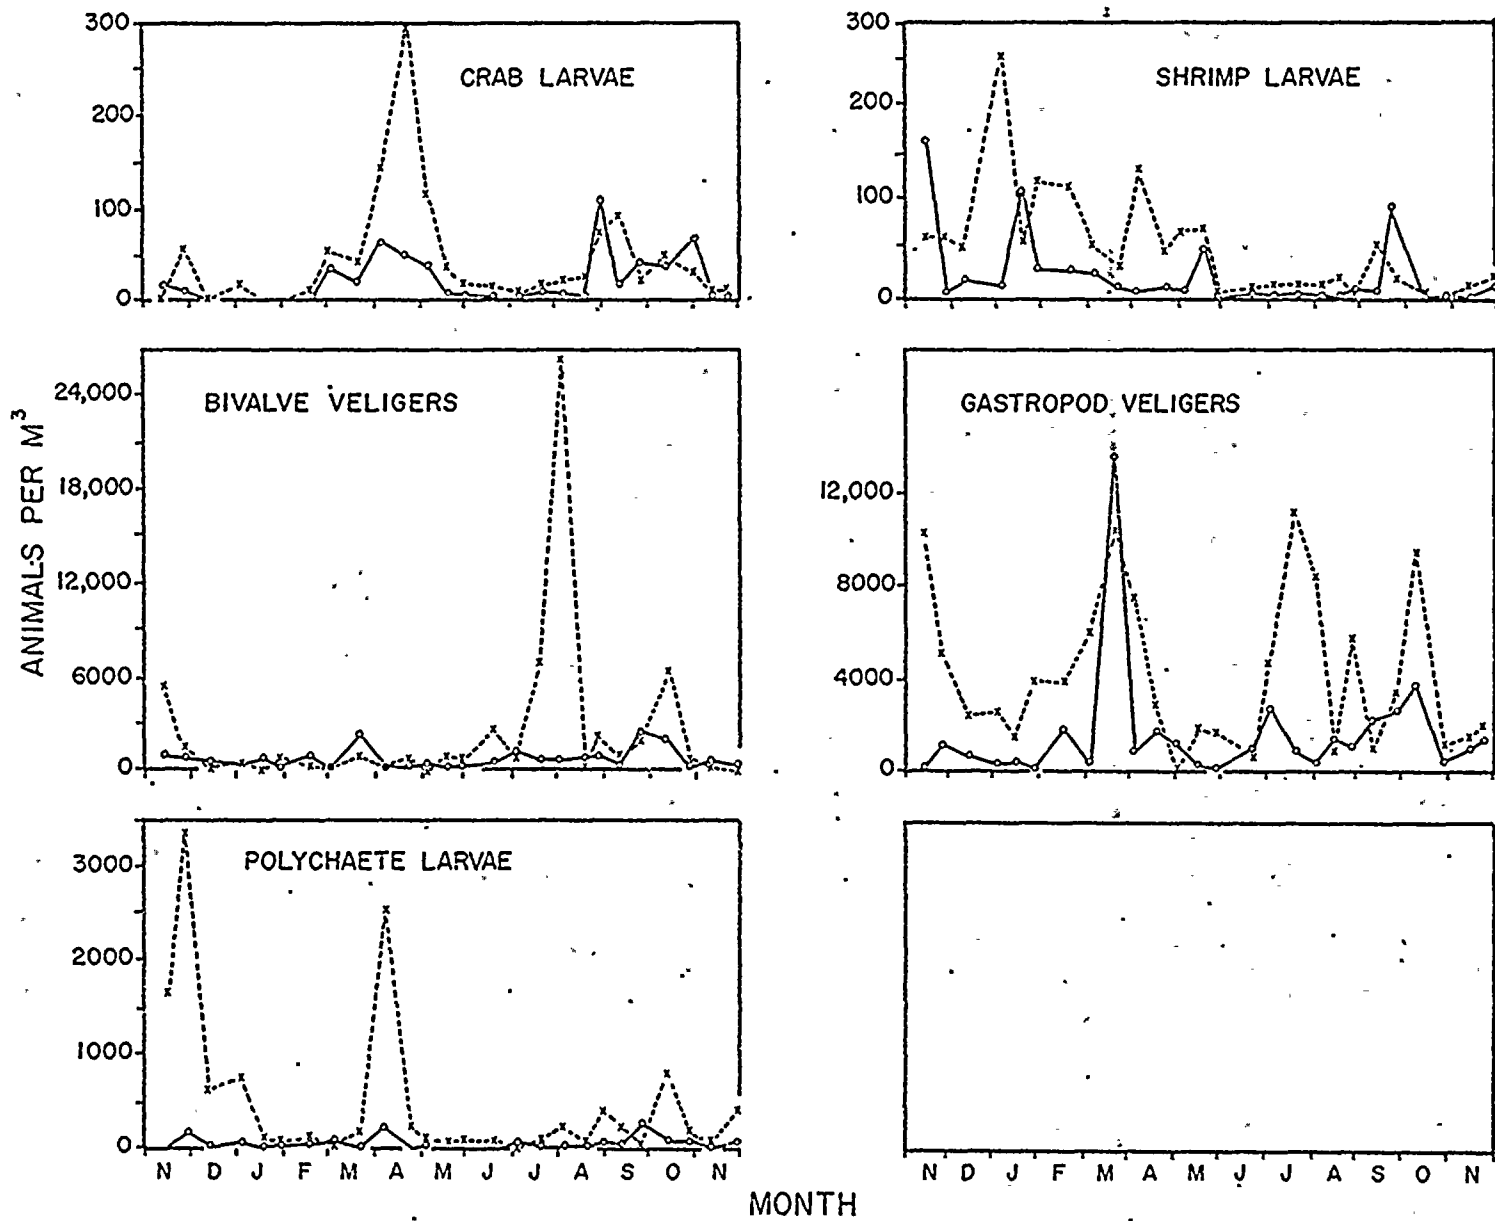 300
200
100
0
CRAB LARVAE
300
200
100
0
SHRIMP LARVAE
ANIMALS PER M³
24,000
18,000
12,000
6000
0
BIVALVE VELIGERS
12,000
8000
4000
0
GASTROPOD VELIGERS
3000
2000
1000
0
POLYCHAETE LARVAE
N D J F M A M J J A S O N
N D J F M A M J J A S O N
MONTH